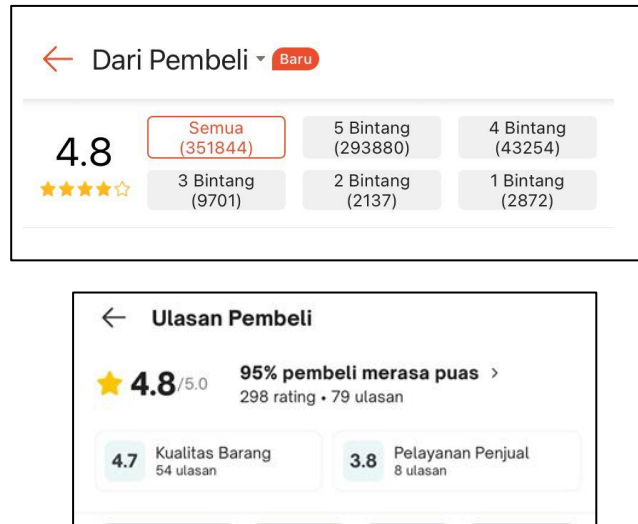 Dari Pembeli Baru
4.8
Semua
(351844)
5 Bintang
(293880)
4 Bintang
(43254)
3 Bintang
(9701)
2 Bintang
(2137)
1 Bintang
(2872)
Ulasan Pembeli
4.8/5.0
95% pembeli merasa puas >
298 rating • 79 ulasan
4.7
Kualitas Barang
54 ulasan
3.8
Pelayanan Penjual
8 ulasan